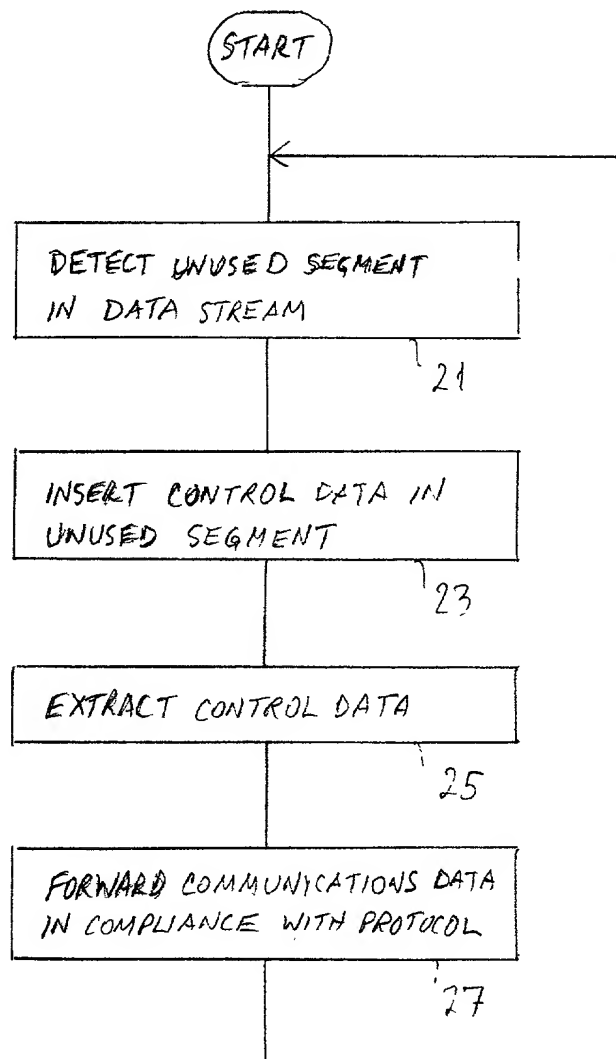 START
DETECT UNUSED SEGMENT
IN DATA STREAM
21
INSERT CONTROL DATA IN
UNUSED SEGMENT
23
EXTRACT CONTROL DATA
25
FORWARD COMMUNICATIONS DATA
IN COMPLIANCE WITH PROTOCOL
27